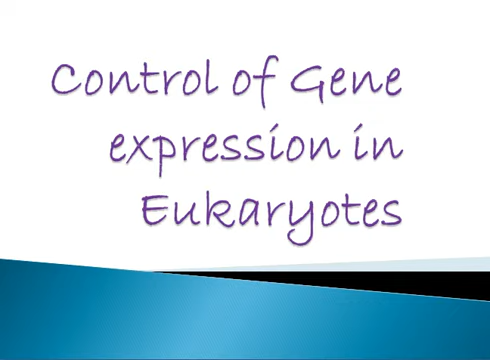 Control of Gene
expression in
Eukaryotes